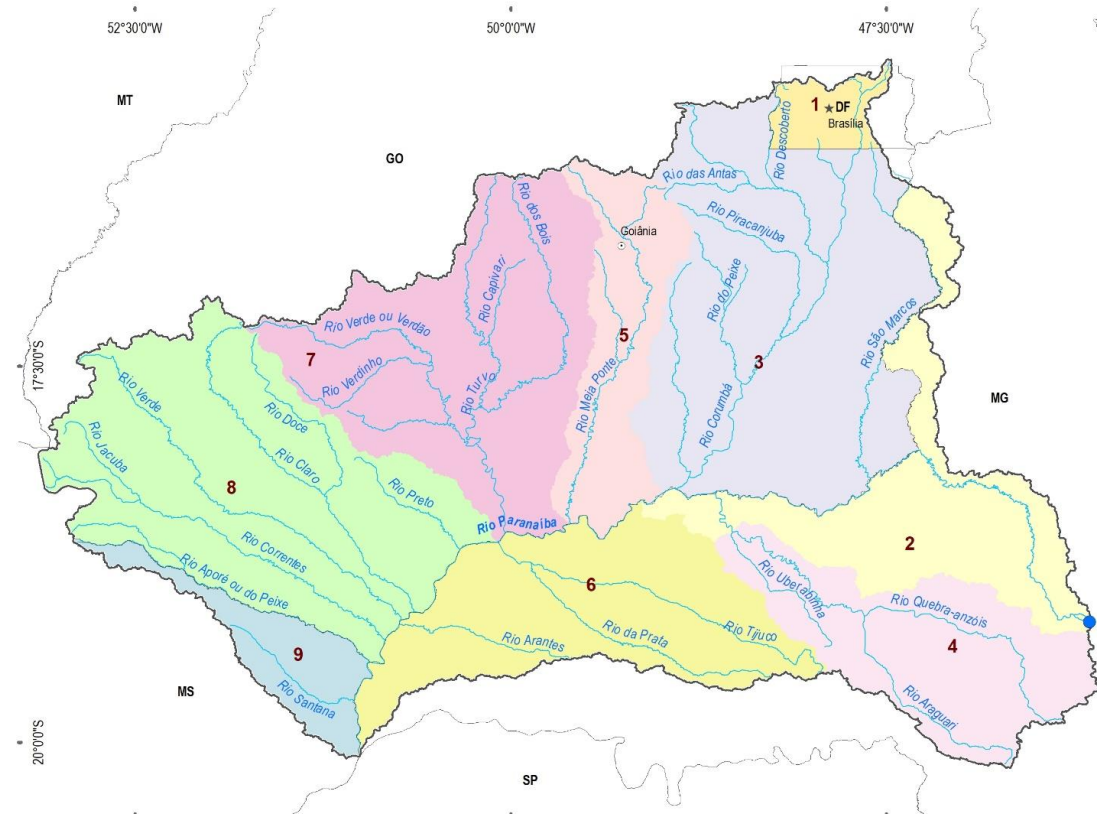 52°30'0"W
50°0'0"W
47°30'0"W
MT
GO
1
DF
Brasília
Rio Descoberto
Rio das Antas
Rio dos Bois
Rio Piracanjuba
Goiânia
Rio Capivari
Rio do Peixe
Rio Verde ou Verdão
5
Rio São Marcos
17°30'0"S
7
3
Rio Verdinho
Rio Turvo
Rio Meia Ponte
Rio Verde
MG
Rio Doce
Rio Corumbá
Rio Jacuba
Rio Claro
8
Rio Preto
Rio Paranaíba
2
Rio Correntes
6
Rio Uberabinha
Rio Aporé ou do Peixe
Rio Quebra-anzóis
Rio Tijuco
Rio da Prata
Rio Arantes
4
9
MS
Rio Santana
Rio Araguari
20°0'0"S
SP